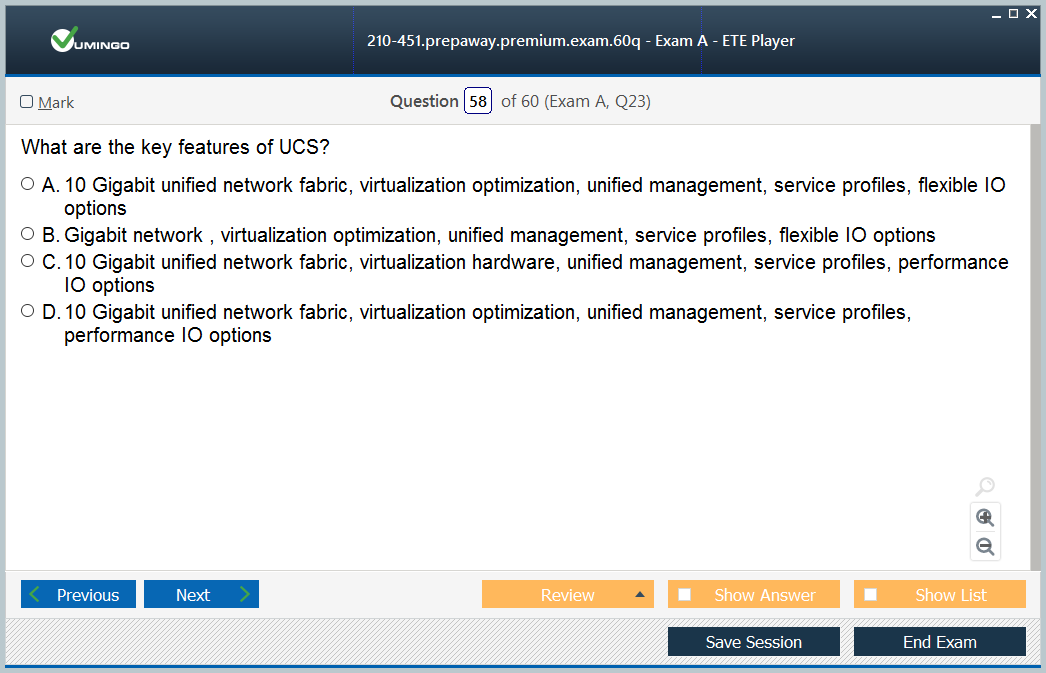 VUMINGO
210-451.prepaway.premium.exam.60q - Exam A - ETE Player
Mark
Question 58 of 60 (Exam A, Q23)
What are the key features of UCS?
A. 10 Gigabit unified network fabric, virtualization optimization, unified management, service profiles, flexible IO
options
B. Gigabit network , virtualization optimization, unified management, service profiles, flexible IO options
C. 10 Gigabit unified network fabric, virtualization hardware, unified management, service profiles, performance
IO options
D. 10 Gigabit unified network fabric, virtualization optimization, unified management, service profiles,
performance IO options
Previous
Next
Review
Show Answer
Show List
Save Session
End Exam